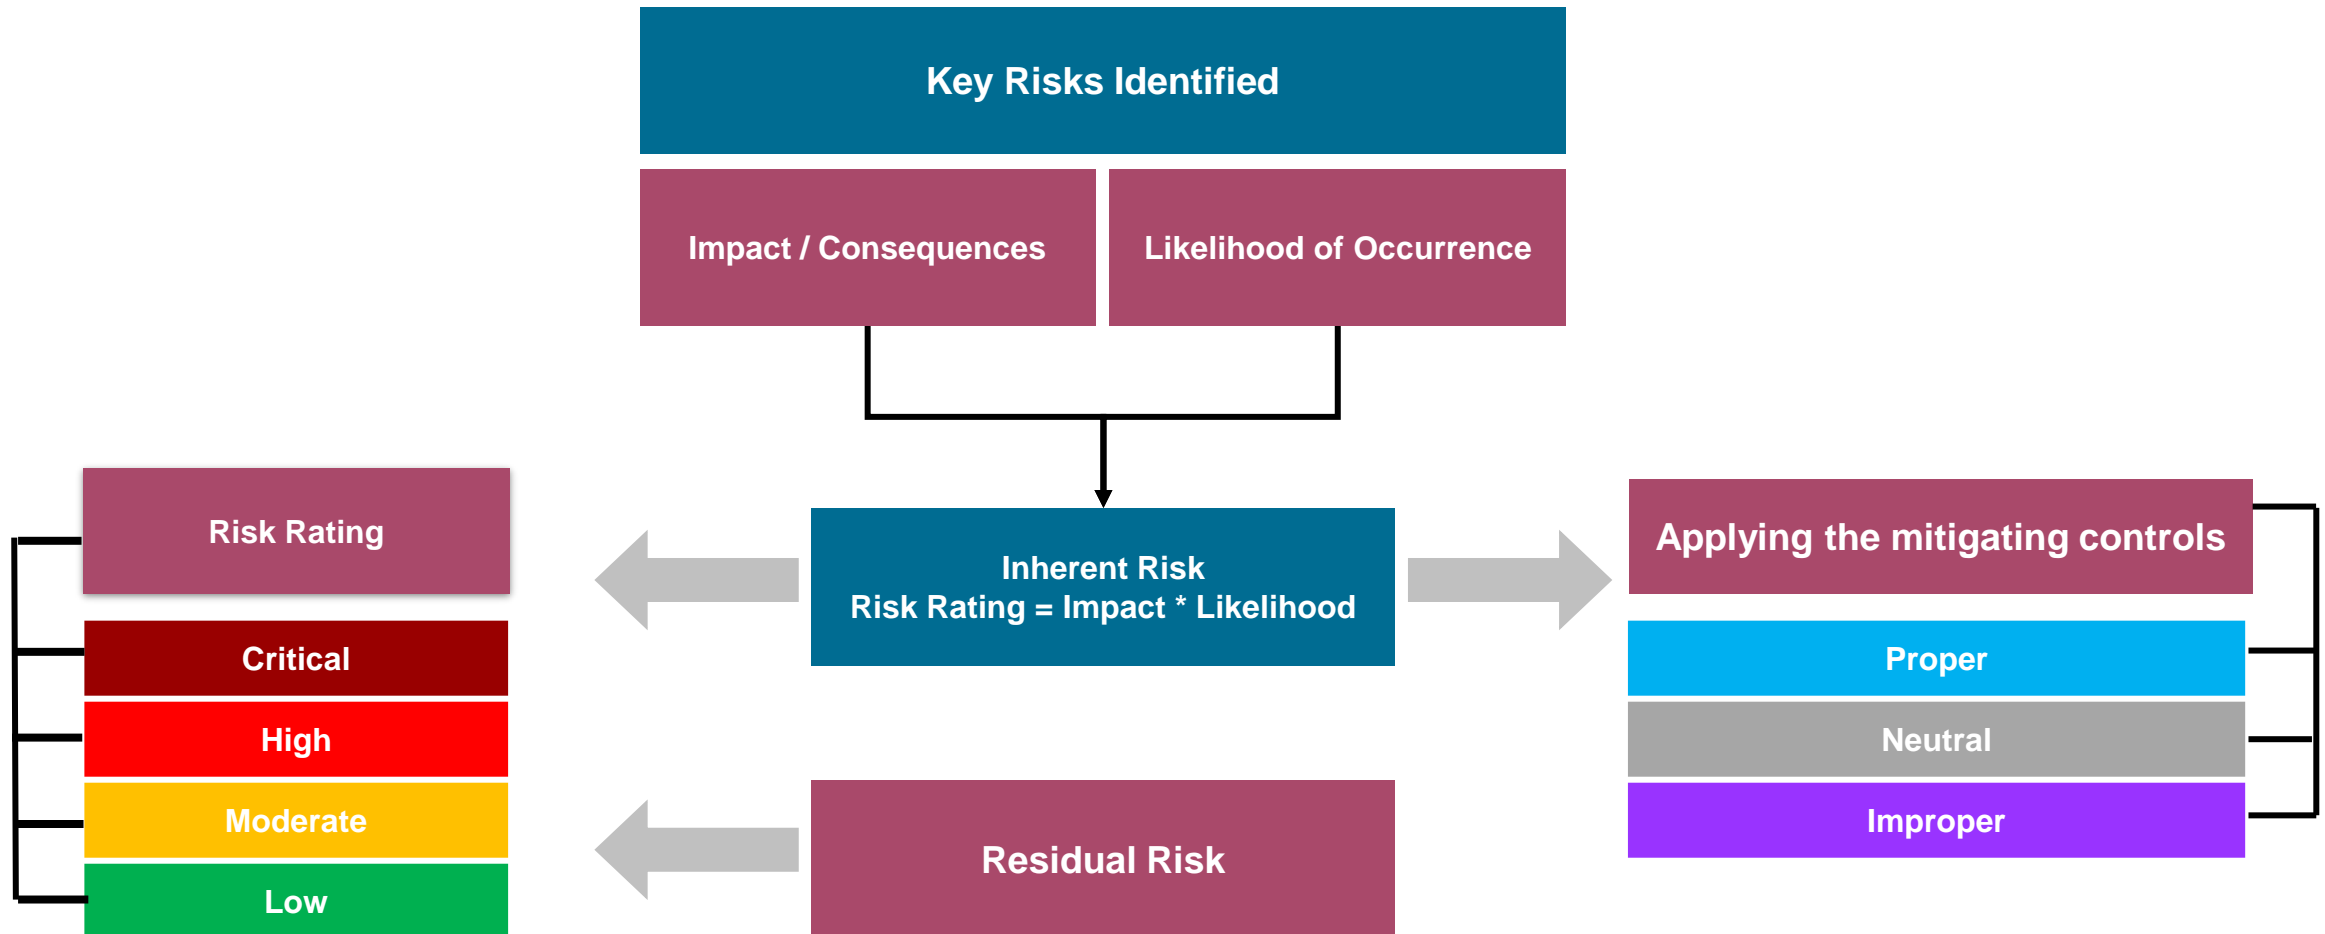 Key Risks Identified
Impact / Consequences
Likelihood of Occurrence
Risk Rating
Critical
High
Moderate
Low
Inherent Risk
Risk Rating = Impact * Likelihood
Residual Risk
Applying the mitigating controls
Proper
Neutral
Improper